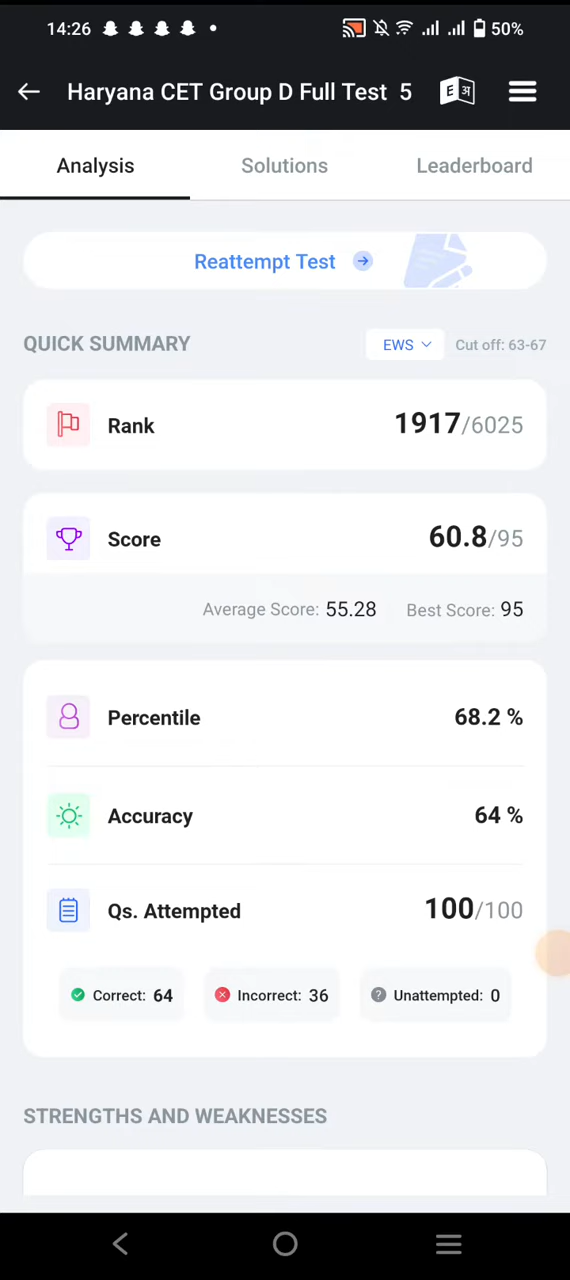 14:26 50%
Haryana CET Group D Full Test 5 E अ
Analysis Solutions Leaderboard
Reattempt Test
QUICK SUMMARY EWS Cut off: 63-67
Rank 1917/6025
Score 60.8/95
Average Score: 55.28 Best Score: 95
Percentile 68.2 %
Accuracy 64 %
Qs. Attempted 100/100
Correct: 64 Incorrect: 36 Unattempted: 0
STRENGTHS AND WEAKNESSES